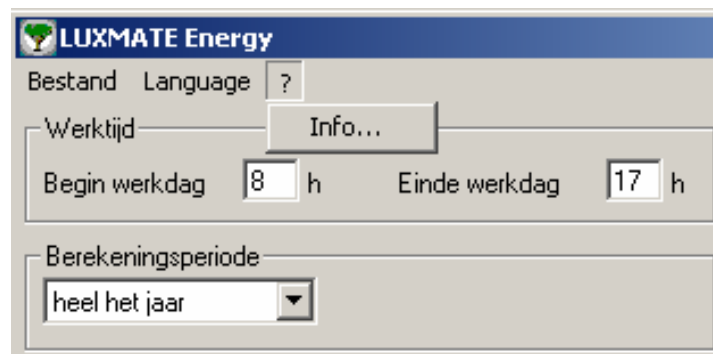 LUXMATE Energy
Bestand Language ?
Info...
Werktijd
Begin werkdag 8 h Einde werkdag 17 h
Berekeningsperiode
heel het jaar